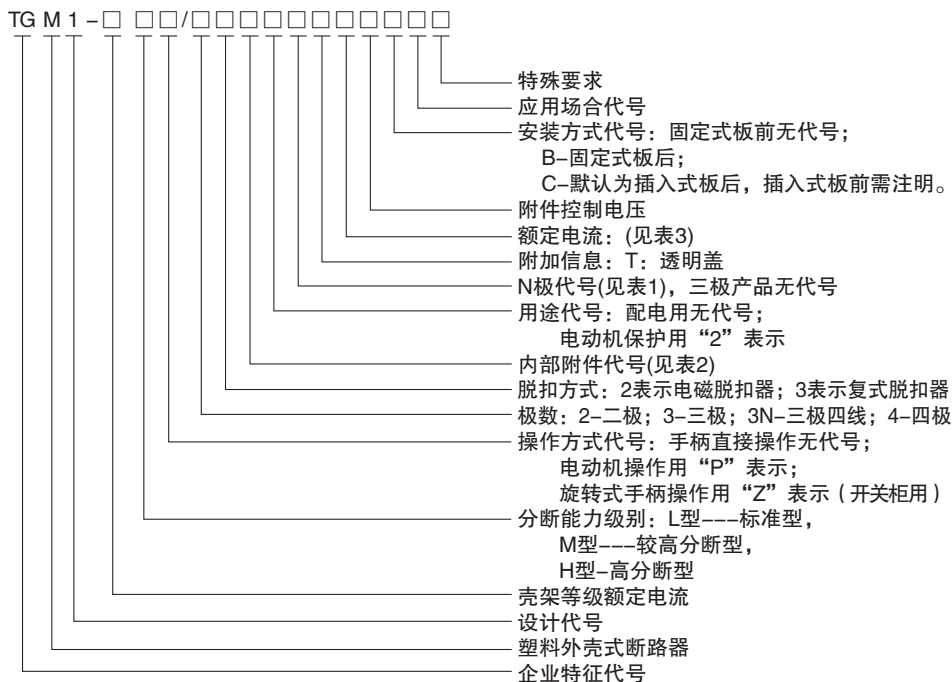 TG M 1 – □ □□/□□□□□□□□□□□
特殊要求
应用场合代号
安装方式代号：固定式板前无代号；
B–固定式板后；
C–默认为插入式板后，插入式板前需注明。
附件控制电压
额定电流：(见表3)
附加信息：T：透明盖
N极代号(见表1)，三极产品无代号
用途代号：配电用无代号；
电动机保护用“2”表示
内部附件代号(见表2)
脱扣方式：2表示电磁脱扣器；3表示复式脱扣器
极数：2–二极；3–三极；3N–三极四线；4–四极
操作方式代号：手柄直接操作无代号；
电动机操作用“P”表示；
旋转式手柄操作用“Z”表示（开关柜用）
分断能力级别：L型–––标准型，
M型–––较高分断型，
H型–高分断型
壳架等级额定电流
设计代号
塑料外壳式断路器
企业特征代号